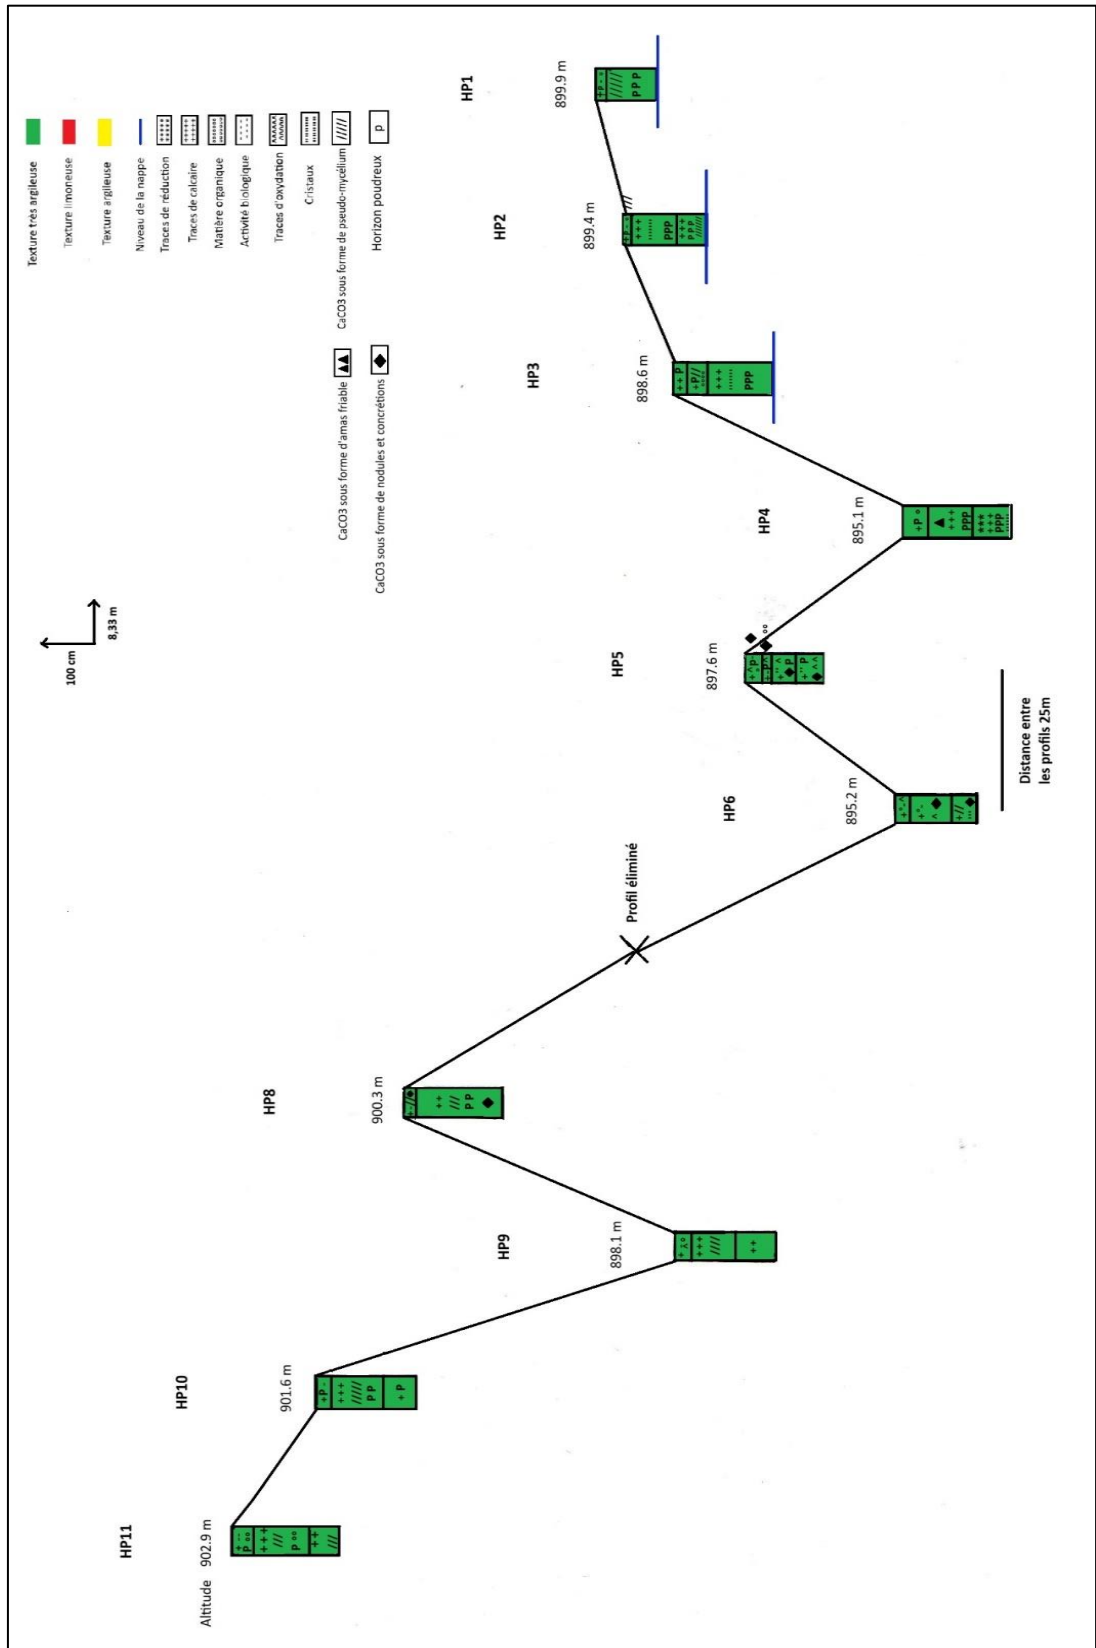 HP1
899.9 m
HP2
899.4 m
HP3
898.6 m
HP4
895.1 m
HP5
897.6 m
HP6
895.2 m
Profil éliminé
HP8
900.3 m
HP9
898.1 m
HP10
901.6 m
HP11
Altitude 902.9 m
100 cm
8,33 m
Distance entre
les profils 25m
Texture très argileuse
Texture limoneuse
Texture argileuse
Niveau de la nappe
Traces de réduction
Traces de calcaire
Matière organique
Activité biologique
Traces d'oxydation
Cristaux
CaCO3 sous forme de pseudo-mycélium
Horizon poudreux
P
CaCO3 sous forme d'amas friable
CaCO3 sous forme de nodules et concrétions